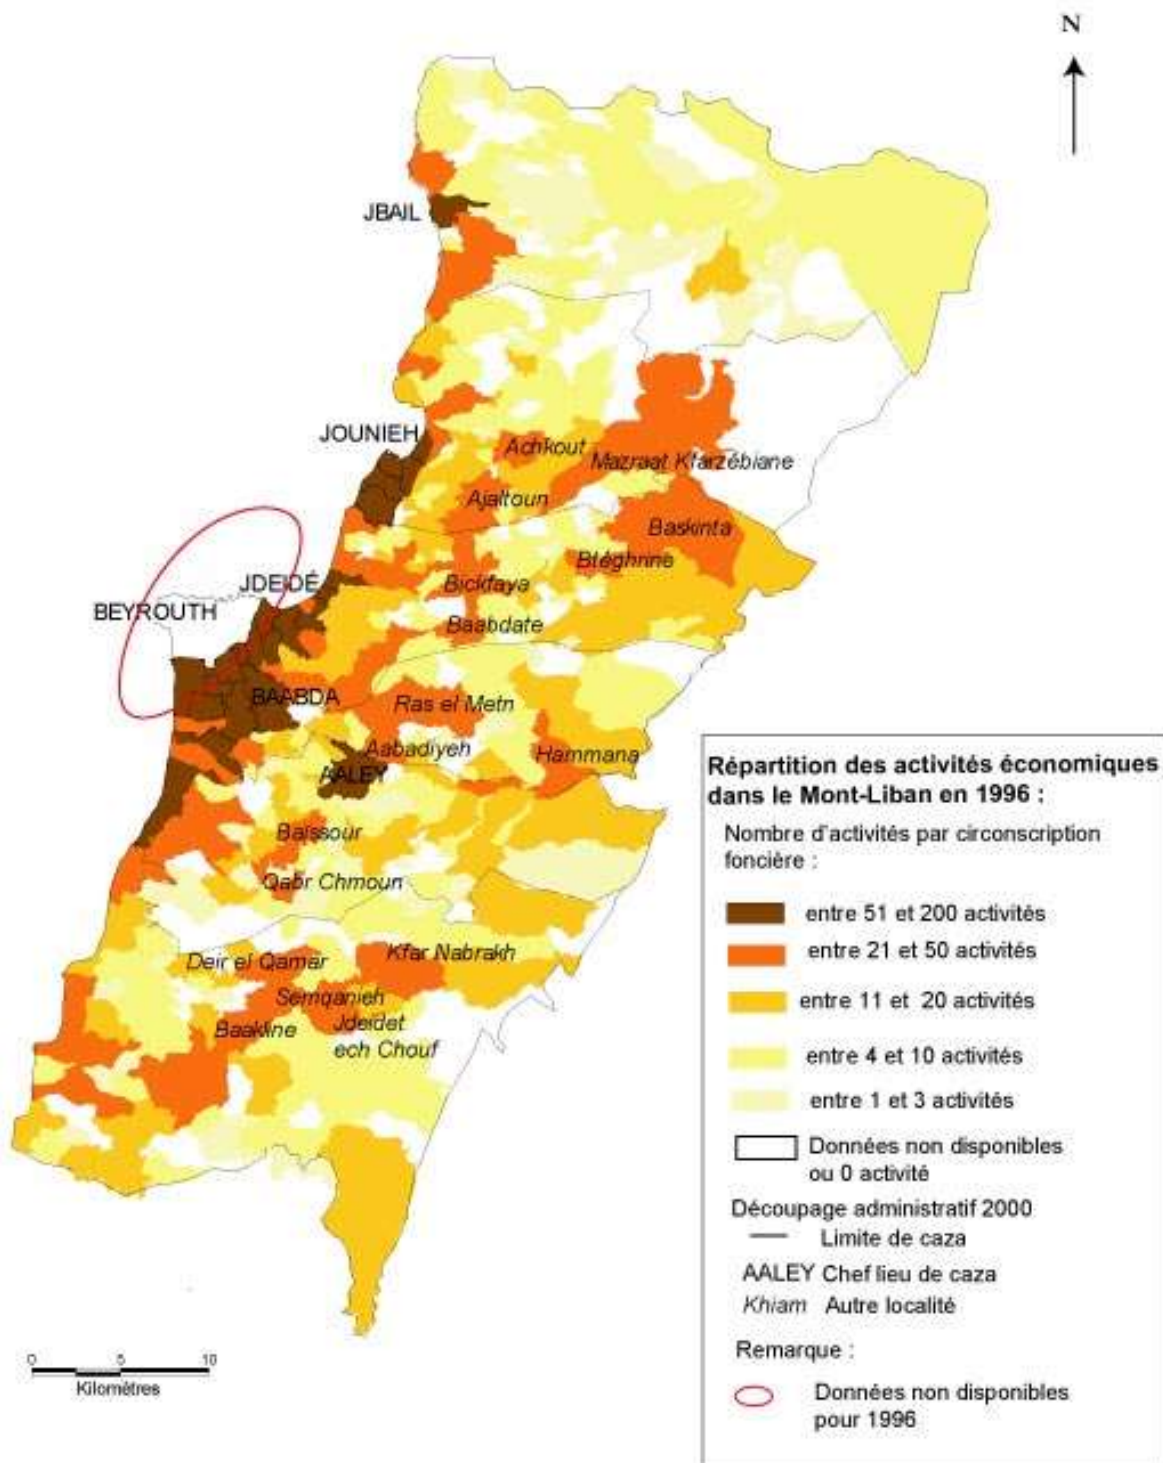 N
JBAIL
JOUNIEH
Achkout
Mazraat Kfarzébiane
Ajaltoun
Baskinta
Btéghrine
JDEIDÉ
Bickfaya
BEYROUTH
Baabdate
BAABDA
Ras el Metn
Aabadiyeh
Hammana
AALEY
Baissour
Qabr Chmoun
Deir el Qamar
Kfar Nabrakh
Semqanieh
Baakline
Jdeidet
ech Chouf
Répartition des activités économiques
dans le Mont-Liban en 1996 :
Nombre d'activités par circonscription
foncière :
entre 51 et 200 activités
entre 21 et 50 activités
entre 11 et 20 activités
entre 4 et 10 activités
entre 1 et 3 activités
Données non disponibles
ou 0 activité
Découpage administratif 2000
Limite de caza
AALEY Chef lieu de caza
Khiam Autre localité
Remarque :
Données non disponibles
pour 1996
0 5 10
Kilomètres